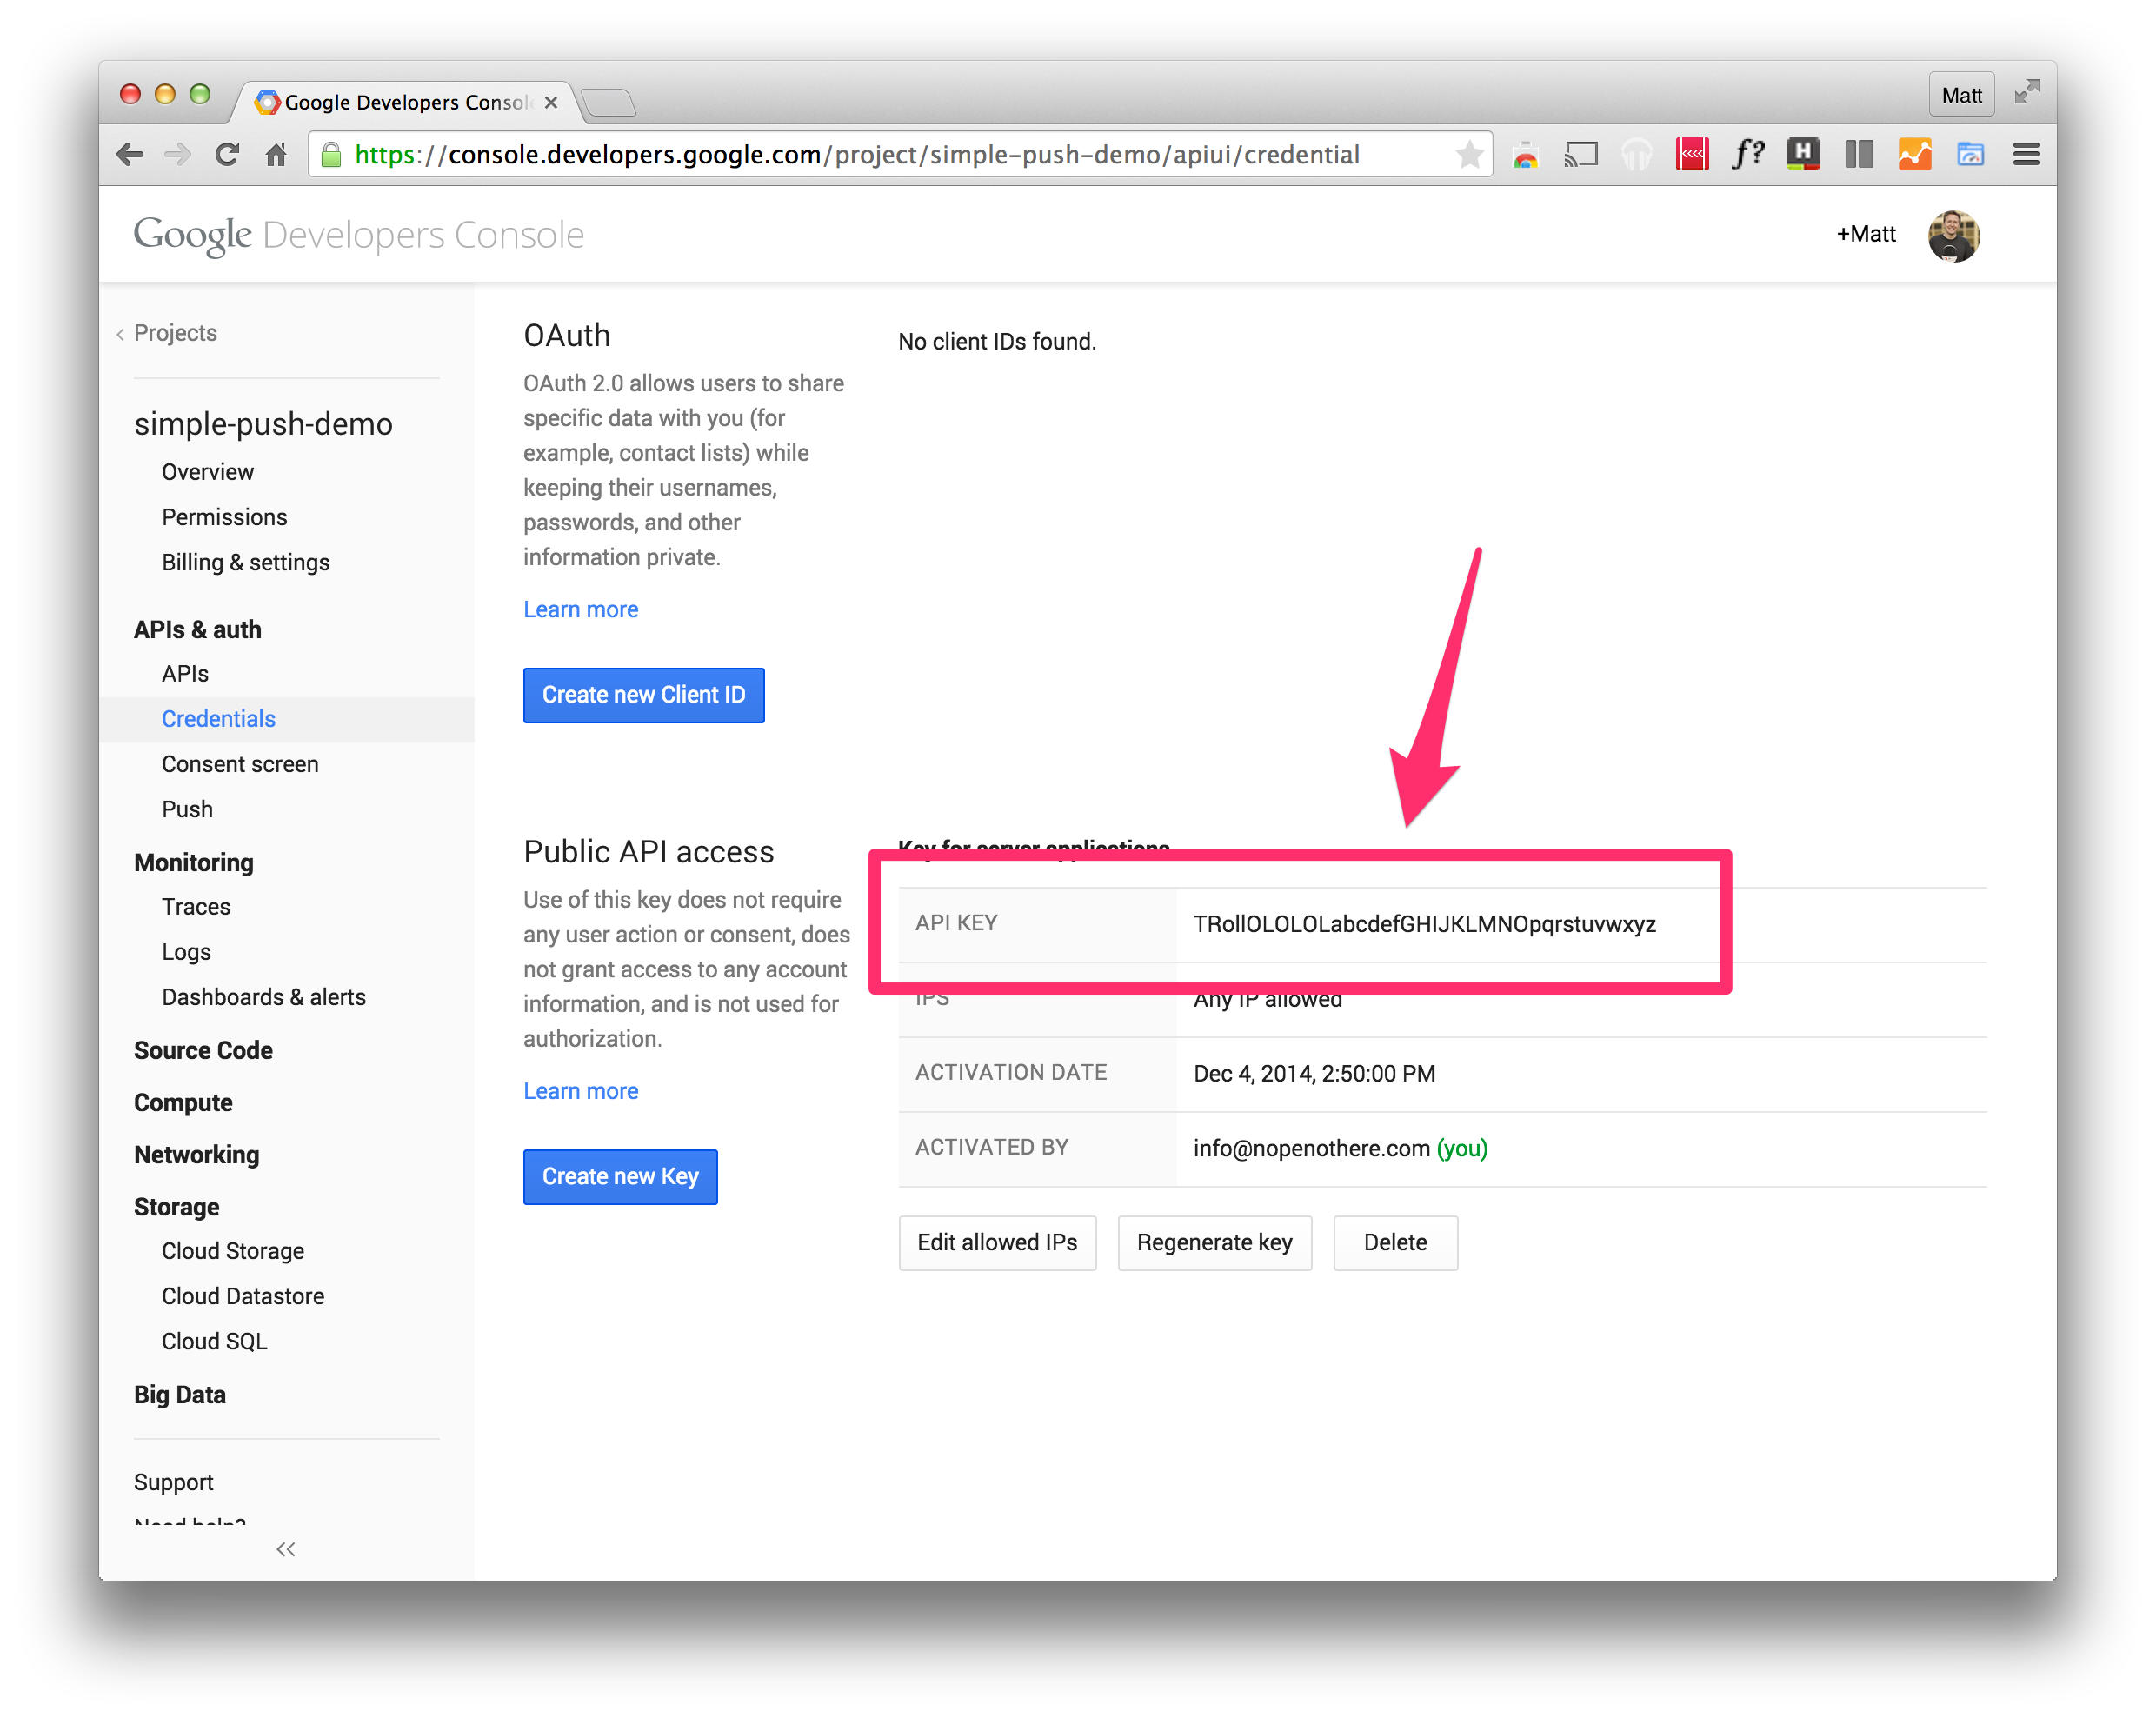 Google Developers Consol
Matt
https://console.developers.google.com/project/simple-push-demo/apiui/credential
f?
H
Google Developers Console
+Matt
Projects
simple-push-demo
Overview
Permissions
Billing & settings
APIs & auth
APIs
Credentials
Consent screen
Push
Monitoring
Traces
Logs
Dashboards & alerts
Source Code
Compute
Networking
Storage
Cloud Storage
Cloud Datastore
Cloud SQL
Big Data
Support
Need help?
OAuth
OAuth 2.0 allows users to share
specific data with you (for
example, contact lists) while
keeping their usernames,
passwords, and other
information private.
Learn more
Create new Client ID
No client IDs found.
Public API access
Use of this key does not require
any user action or consent, does
not grant access to any account
information, and is not used for
authorization.
Learn more
Create new Key
Key for server applications
API KEY TRollOLOLOLabcdefGHIJKLMNOpqrstuvwxyz
IPS Any IP allowed
ACTIVATION DATE Dec 4, 2014, 2:50:00 PM
ACTIVATED BY info@nopenothere.com (you)
Edit allowed IPs Regenerate key Delete